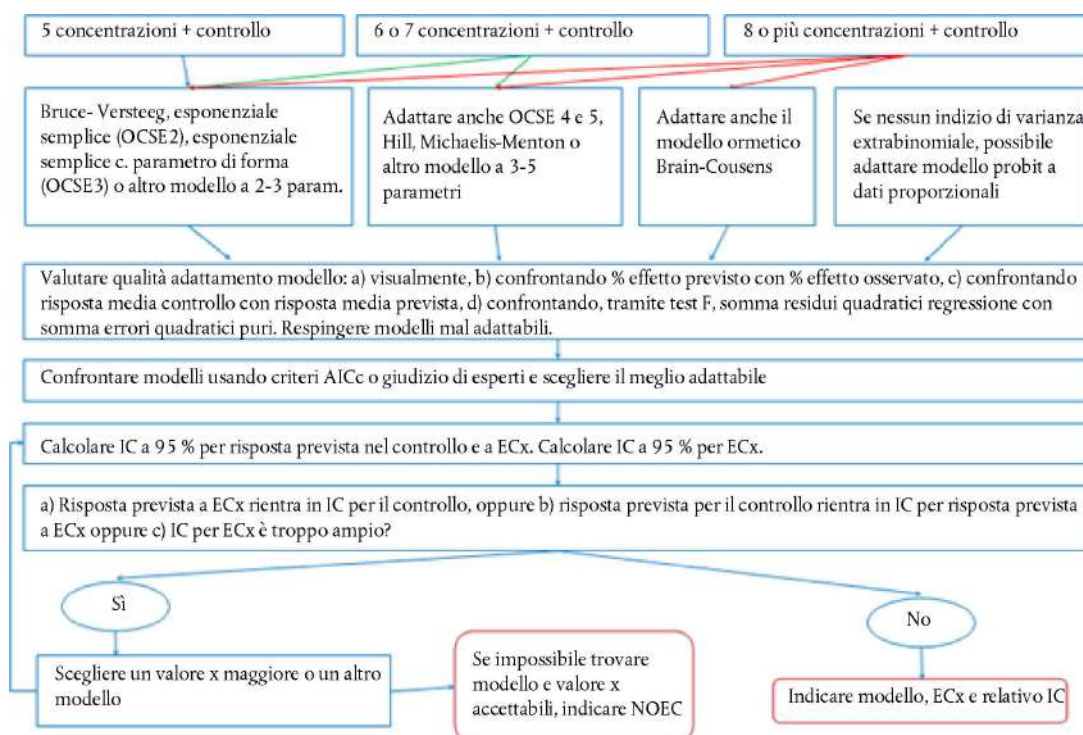 5 concentrazioni + controllo
6 o 7 concentrazioni + controllo
8 o più concentrazioni + controllo
Bruce- Versteeg, esponenziale
semplice (OCSE2), esponenziale
semplice c. parametro di forma
(OCSE3) o altro modello a 2-3 param.
Adattare anche OCSE 4 e 5,
Hill, Michaelis-Menton o
altro modello a 3-5
parametri
Adattare anche il
modello ormetico
Brain-Cousens
Se nessun indizio di varianza
extrabinomiale, possibile
adattare modello probit a
dati proporzionali
Valutare qualità adattamento modello: a) visualmente, b) confrontando % effetto previsto con % effetto osservato, c) confrontando
risposta media controllo con risposta media prevista, d) confrontando, tramite test F, somma residui quadratici regressione con
somma errori quadratici puri. Respingere modelli mal adattabili.
Confrontare modelli usando criteri AICc o giudizio di esperti e scegliere il meglio adattabile
Calcolare IC a 95 % per risposta prevista nel controllo e a ECx. Calcolare IC a 95 % per ECx.
a) Risposta prevista a ECx rientra in IC per il controllo, oppure b) risposta prevista per il controllo rientra in IC per risposta prevista
a ECx oppure c) IC per ECx è troppo ampio?
Sì
No
Scegliere un valore x maggiore o un altro
modello
Se impossibile trovare
modello e valore x
accettabili, indicare NOEC
Indicare modello, ECx e relativo IC